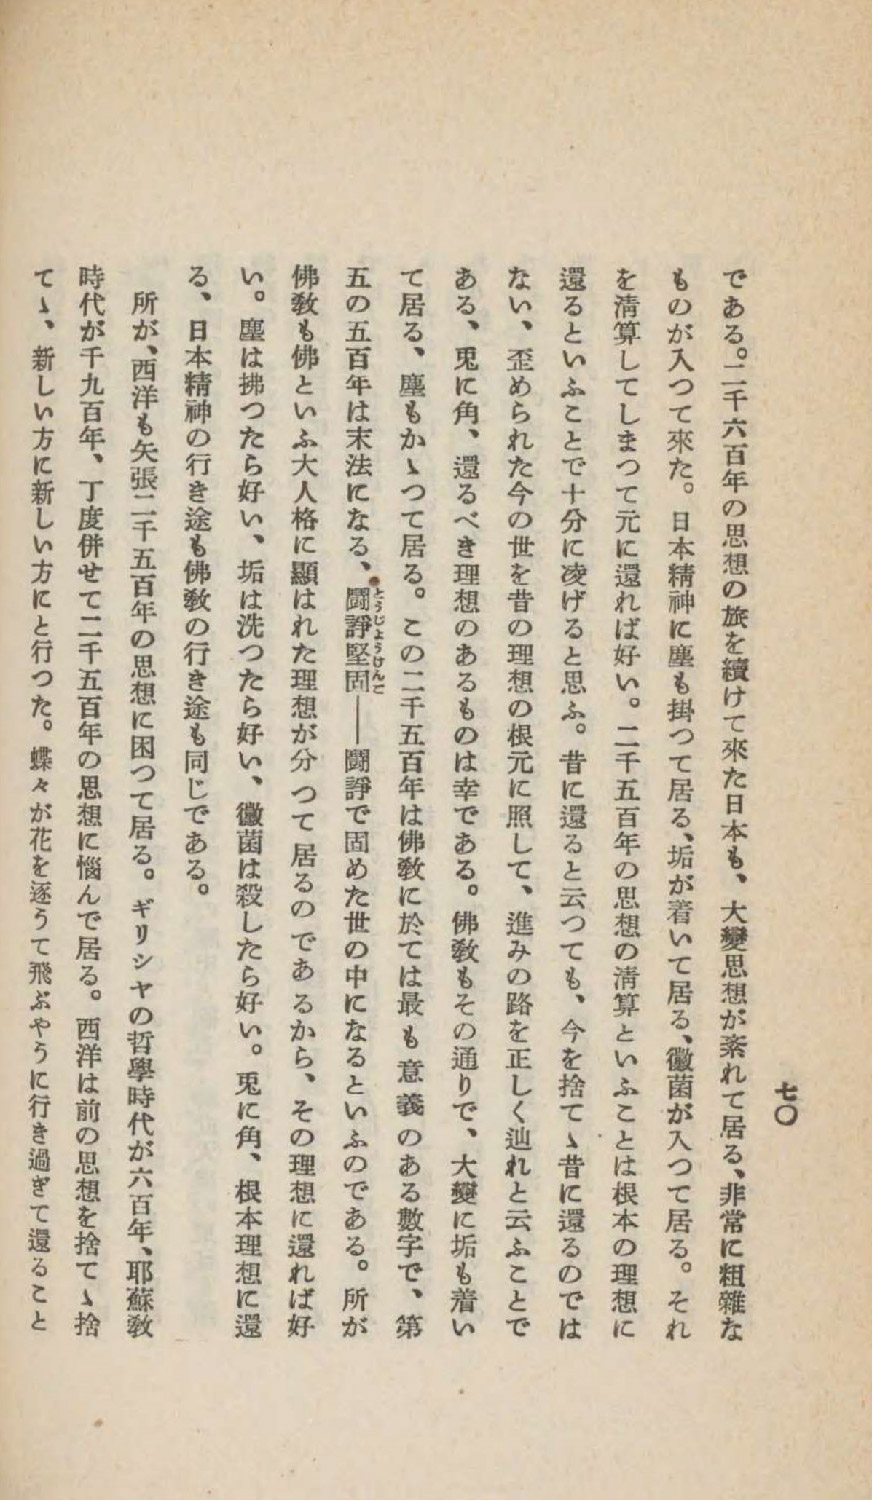 七〇
である。二千六百年の思想の旅を續けて來た日本も、大變思想が紊れて居る、非常に粗雜な
ものが入つて來た。日本精神に塵も掛つて居る、垢が着いて居る、黴菌が入つて居る。それ
を清算してしまつて元に還れば好い。二千五百年の思想の清算といふことは根本の理想に
還るといふことで十分に凌げると思ふ。昔に還ると云つても、今を捨てゝ昔に還るのでは
ない、歪められた今の世を昔の理想の根元に照して、進みの路を正しく辿れと云ふことで
ある、兎に角、還るべき理想のあるものは幸である。佛敎もその通りで、大變に垢も着い
て居る、塵もかゝつて居る。この二千五百年は佛敎に於ては最も意義のある數字で、第
五の五百年は末法になる、鬪諍堅固とうじようけんご――鬪諍で固めた世の中になるといふのである。所が
佛敎も佛といふ大人格に顯はれた理想が分つて居るのであるから、その理想に還れば好
い。塵は拂つたら好い、垢は洗つたら好い、黴菌は殺したら好い。兎に角、根本理想に還
る、日本精神の行き途も佛敎の行き途も同じである。
所が、西洋も矢張二千五百年の思想に困つて居る。ギリシヤの哲學時代が六百年、耶蘇敎
時代が千九百年、丁度併せて二千五百年の思想に惱んで居る。西洋は前の思想を捨てゝ捨
てゝ、新しい方に新しい方にと行つた。蝶々が花を逐うて飛ぶやうに行き過ぎて還ること